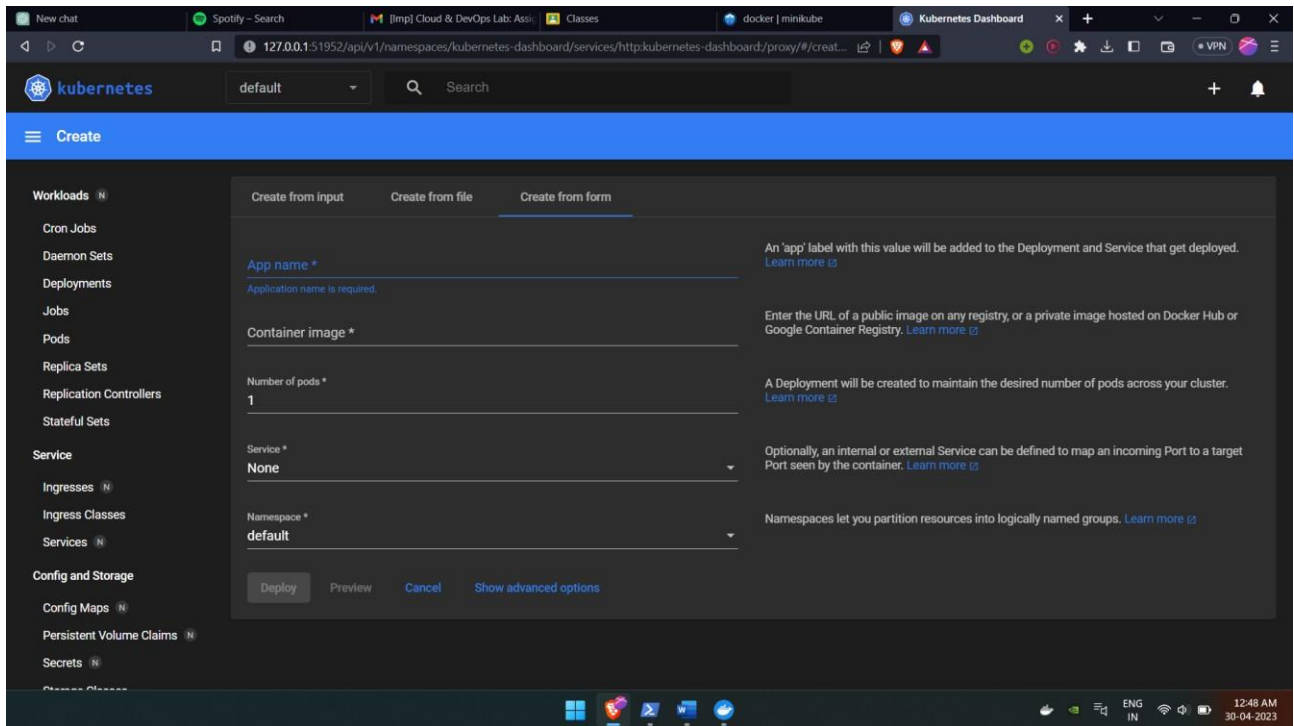 New chat
Spotify – Search
[Imp] Cloud & DevOps Lab: Assi
Classes
docker | minikube
Kubernetes Dashboard
127.0.0.1:51952/api/v1/namespaces/kubernetes-dashboard/services/http:kubernetes-dashboard:/proxy/#/creat...
VPN
kubernetes
default
Search
Create
Workloads N
Cron Jobs
Daemon Sets
Deployments
Jobs
Pods
Replica Sets
Replication Controllers
Stateful Sets
Service
Ingresses N
Ingress Classes
Services N
Config and Storage
Config Maps N
Persistent Volume Claims N
Secrets N
Storage Classes
Create from input
Create from file
Create from form
App name *
Application name is required.
An 'app' label with this value will be added to the Deployment and Service that get deployed.
Learn more
Container image *
Enter the URL of a public image on any registry, or a private image hosted on Docker Hub or
Google Container Registry. Learn more
Number of pods *
1
A Deployment will be created to maintain the desired number of pods across your cluster.
Learn more
Service *
None
Optionally, an internal or external Service can be defined to map an incoming Port to a target
Port seen by the container. Learn more
Namespace *
default
Namespaces let you partition resources into logically named groups. Learn more
Deploy
Preview
Cancel
Show advanced options
ENG
IN
12:48 AM
30-04-2023